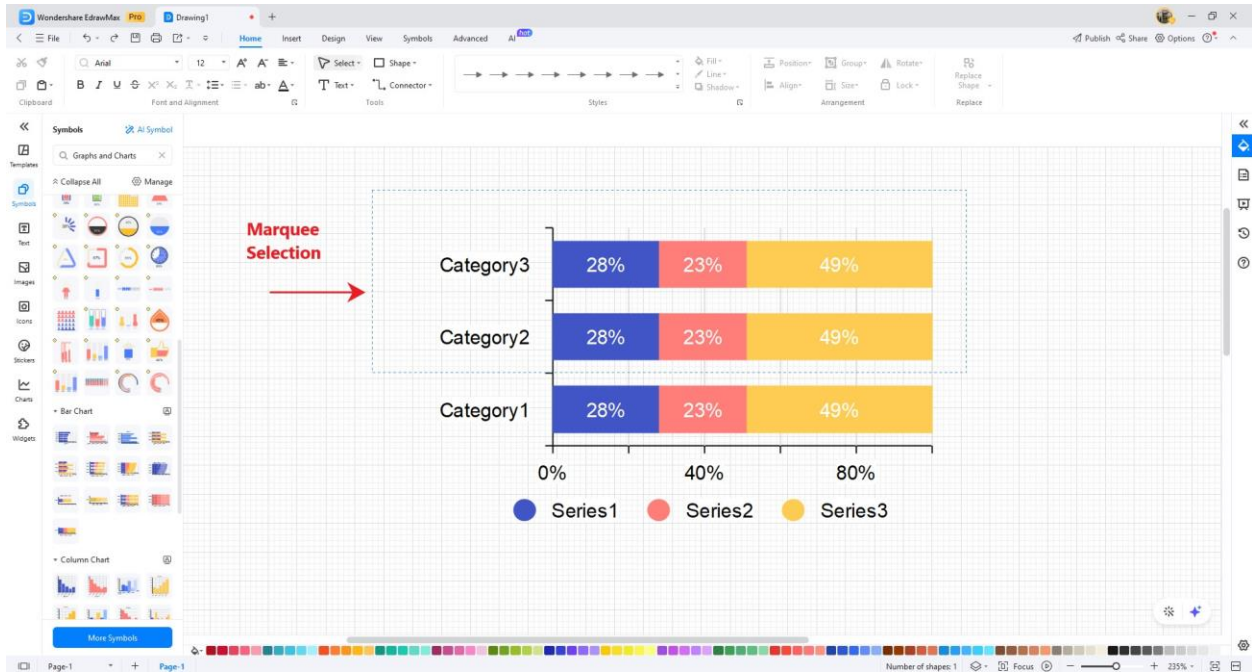 Wondershare EdrawMax Pro Drawing1
File Home Insert Design View Symbols Advanced AI hot Publish Share Options
Arial 12 Select Shape Fill Position Group Rotate Replace Shape
B I U S ab A Text Connector Line Shadow Align Size Lock
Clipboard Font and Alignment Tools Styles Arrangement Replace
Symbols AI Symbol
Graphs and Charts
Collapse All Manage
Templates
Symbols
Text
Images
Icons
Stickers
Charts
Widgets
Bar Chart
Column Chart
More Symbols
Marquee
Selection
Category3 28% 23% 49%
Category2 28% 23% 49%
Category1 28% 23% 49%
0% 40% 80%
Series1 Series2 Series3
Page-1 + Page-1 Number of shapes: 1 Focus 235%